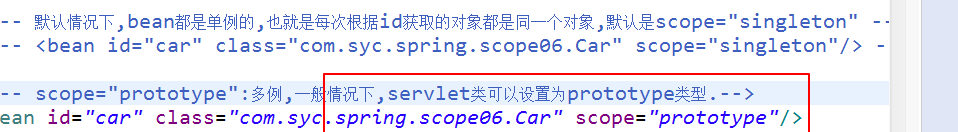 -- 默认情况下,bean都是单例的,也就是每次根据id获取的对象都是同一个对象,默认是scope="singleton" --
-- <bean id="car" class="com.syc.spring.scope06.Car" scope="singleton"/> -
-- scope="prototype":多例,一般情况下,servlet类可以设置为prototype类型.-->
ean id="car" class="com.syc.spring.scope06.Car" scope="prototype"/>